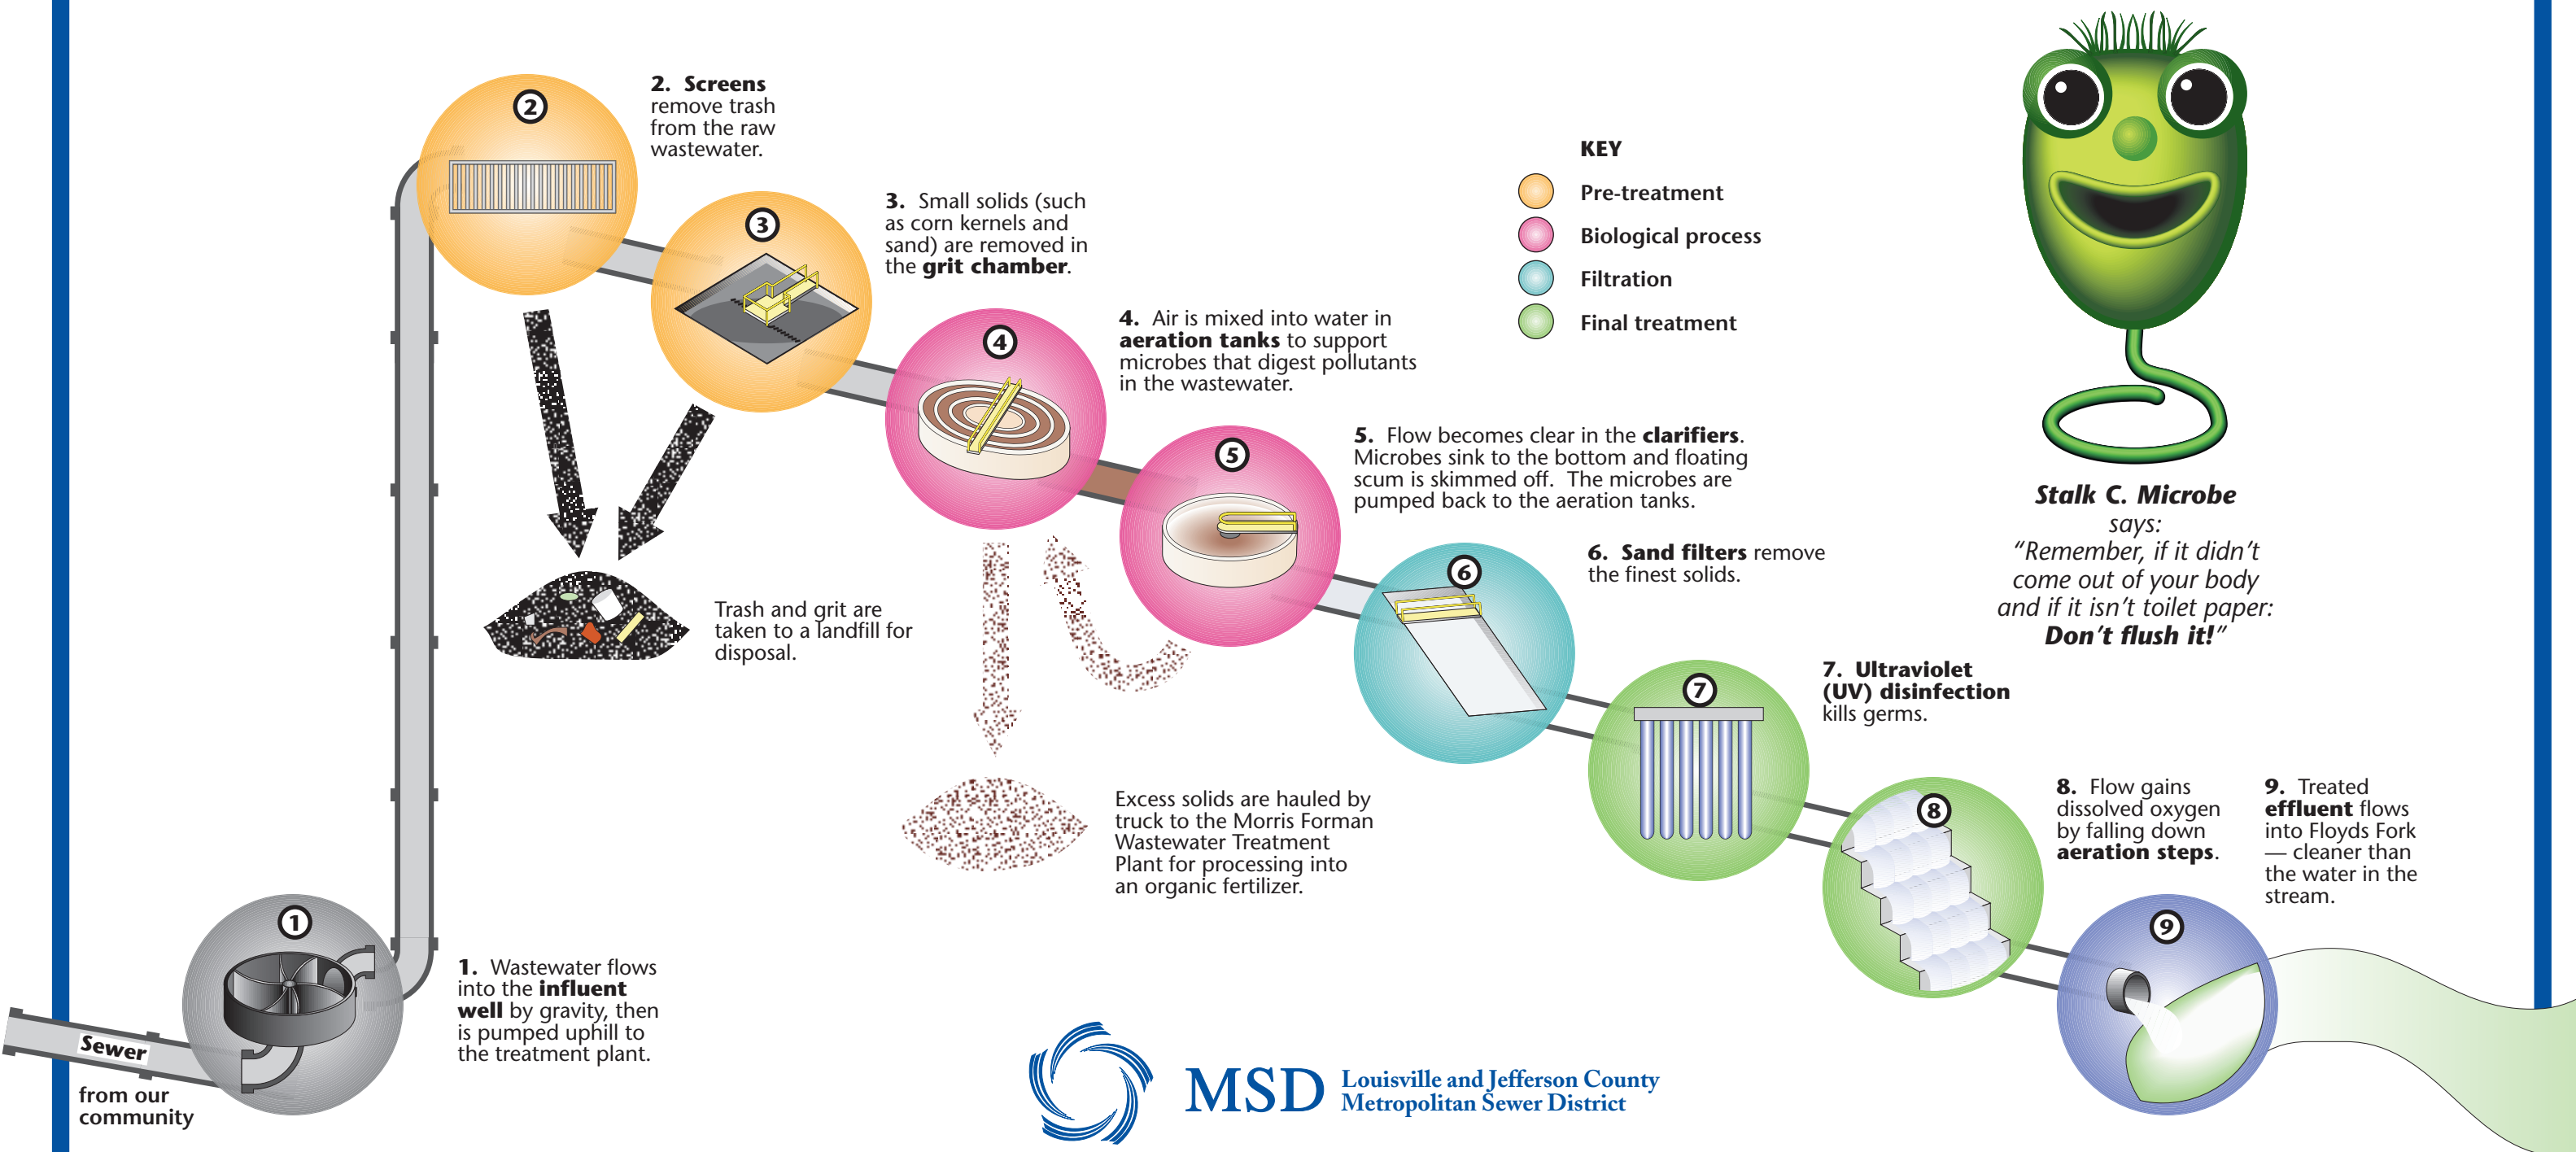 2
2. Screens
remove trash
from the raw
wastewater.
3
3. Small solids (such
as corn kernels and
sand) are removed in
the grit chamber.
4
4. Air is mixed into water in
aeration tanks to support
microbes that digest pollutants
in the wastewater.
5
5. Flow becomes clear in the clarifiers.
Microbes sink to the bottom and floating
scum is skimmed off. The microbes are
pumped back to the aeration tanks.
6
6. Sand filters remove
the finest solids.
7
7. Ultraviolet
(UV) disinfection
kills germs.
8
8. Flow gains
dissolved oxygen
by falling down
aeration steps.
9
9. Treated
effluent flows
into Floyds Fork
— cleaner than
the water in the
stream.
KEY
Pre-treatment
Biological process
Filtration
Final treatment
Stalk C. Microbe
says:
“Remember, if it didn’t
come out of your body
and if it isn’t toilet paper:
Don’t flush it!”
Trash and grit are
taken to a landfill for
disposal.
Excess solids are hauled by
truck to the Morris Forman
Wastewater Treatment
Plant for processing into
an organic fertilizer.
1
1. Wastewater flows
into the influent
well by gravity, then
is pumped uphill to
the treatment plant.
Sewer
from our
community
MSD
Louisville and Jefferson County
Metropolitan Sewer District